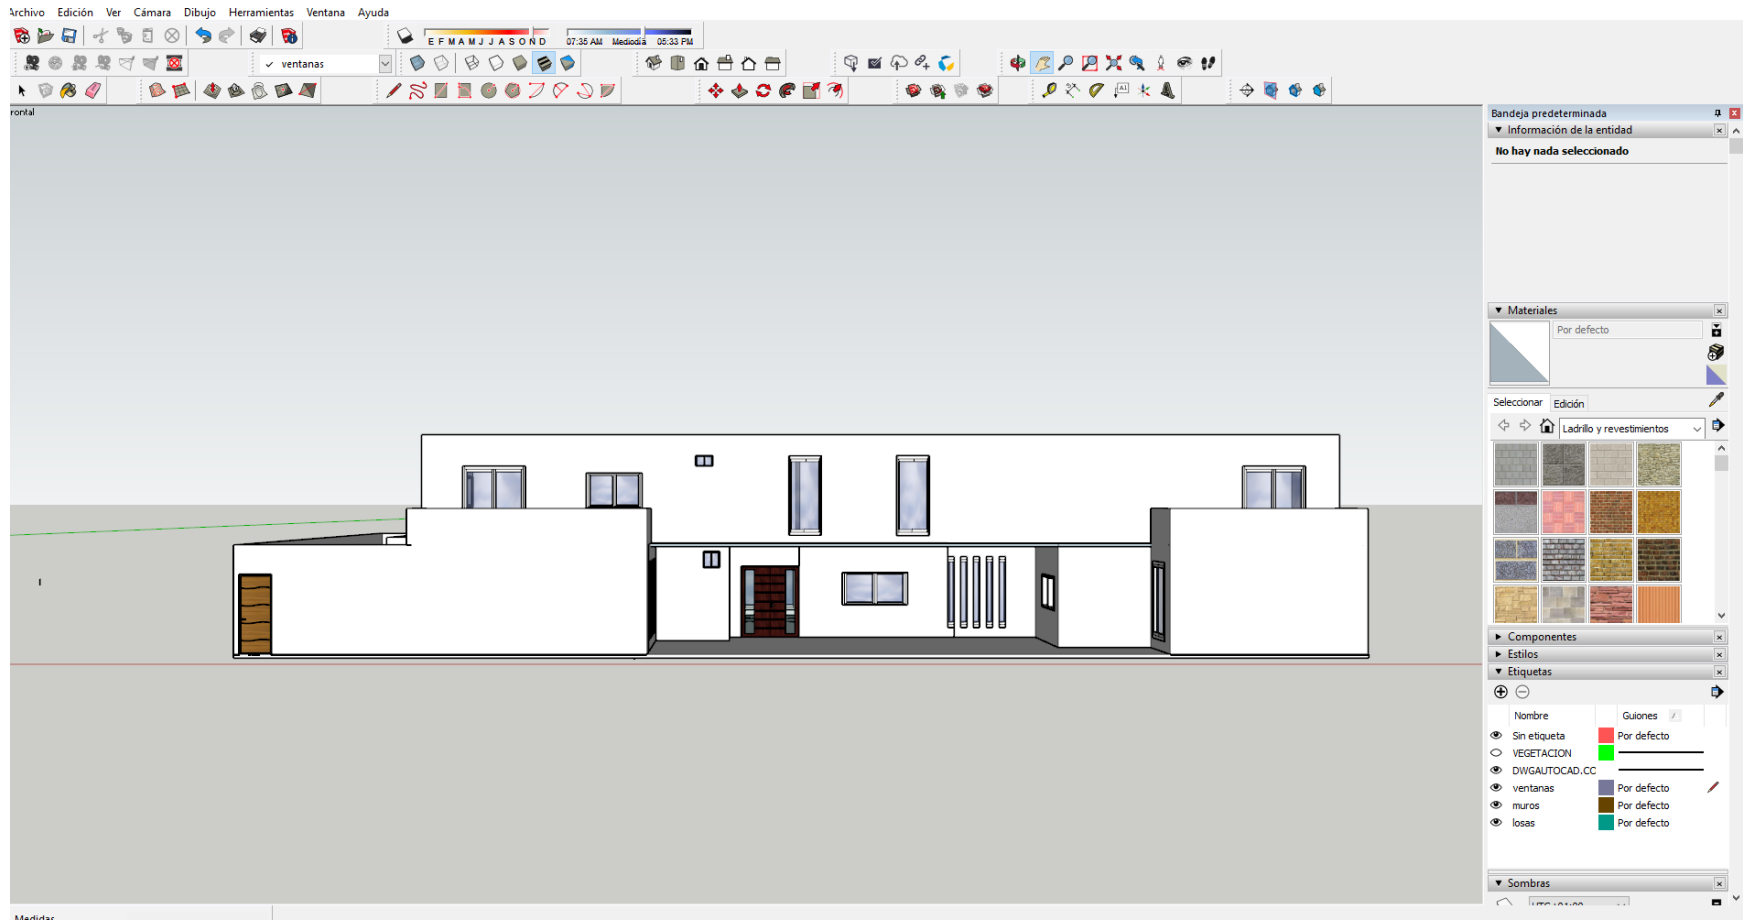 Archivo Edición Ver Cámara Dibujo Herramientas Ventana Ayuda
E F M A M J J A S O N D 07:35 AM Mediodía 05:33 PM
ventanas
rontal
Bandeja predeterminada
Información de la entidad
No hay nada seleccionado
Materiales
Por defecto
Seleccionar Edición
Ladrillo y revestimientos
Componentes
Estilos
Etiquetas
Nombre Guiones
Sin etiqueta Por defecto
VEGETACION
DWGAUTOCAD.CO
ventanas Por defecto
muros Por defecto
losas Por defecto
Sombras
Medidas